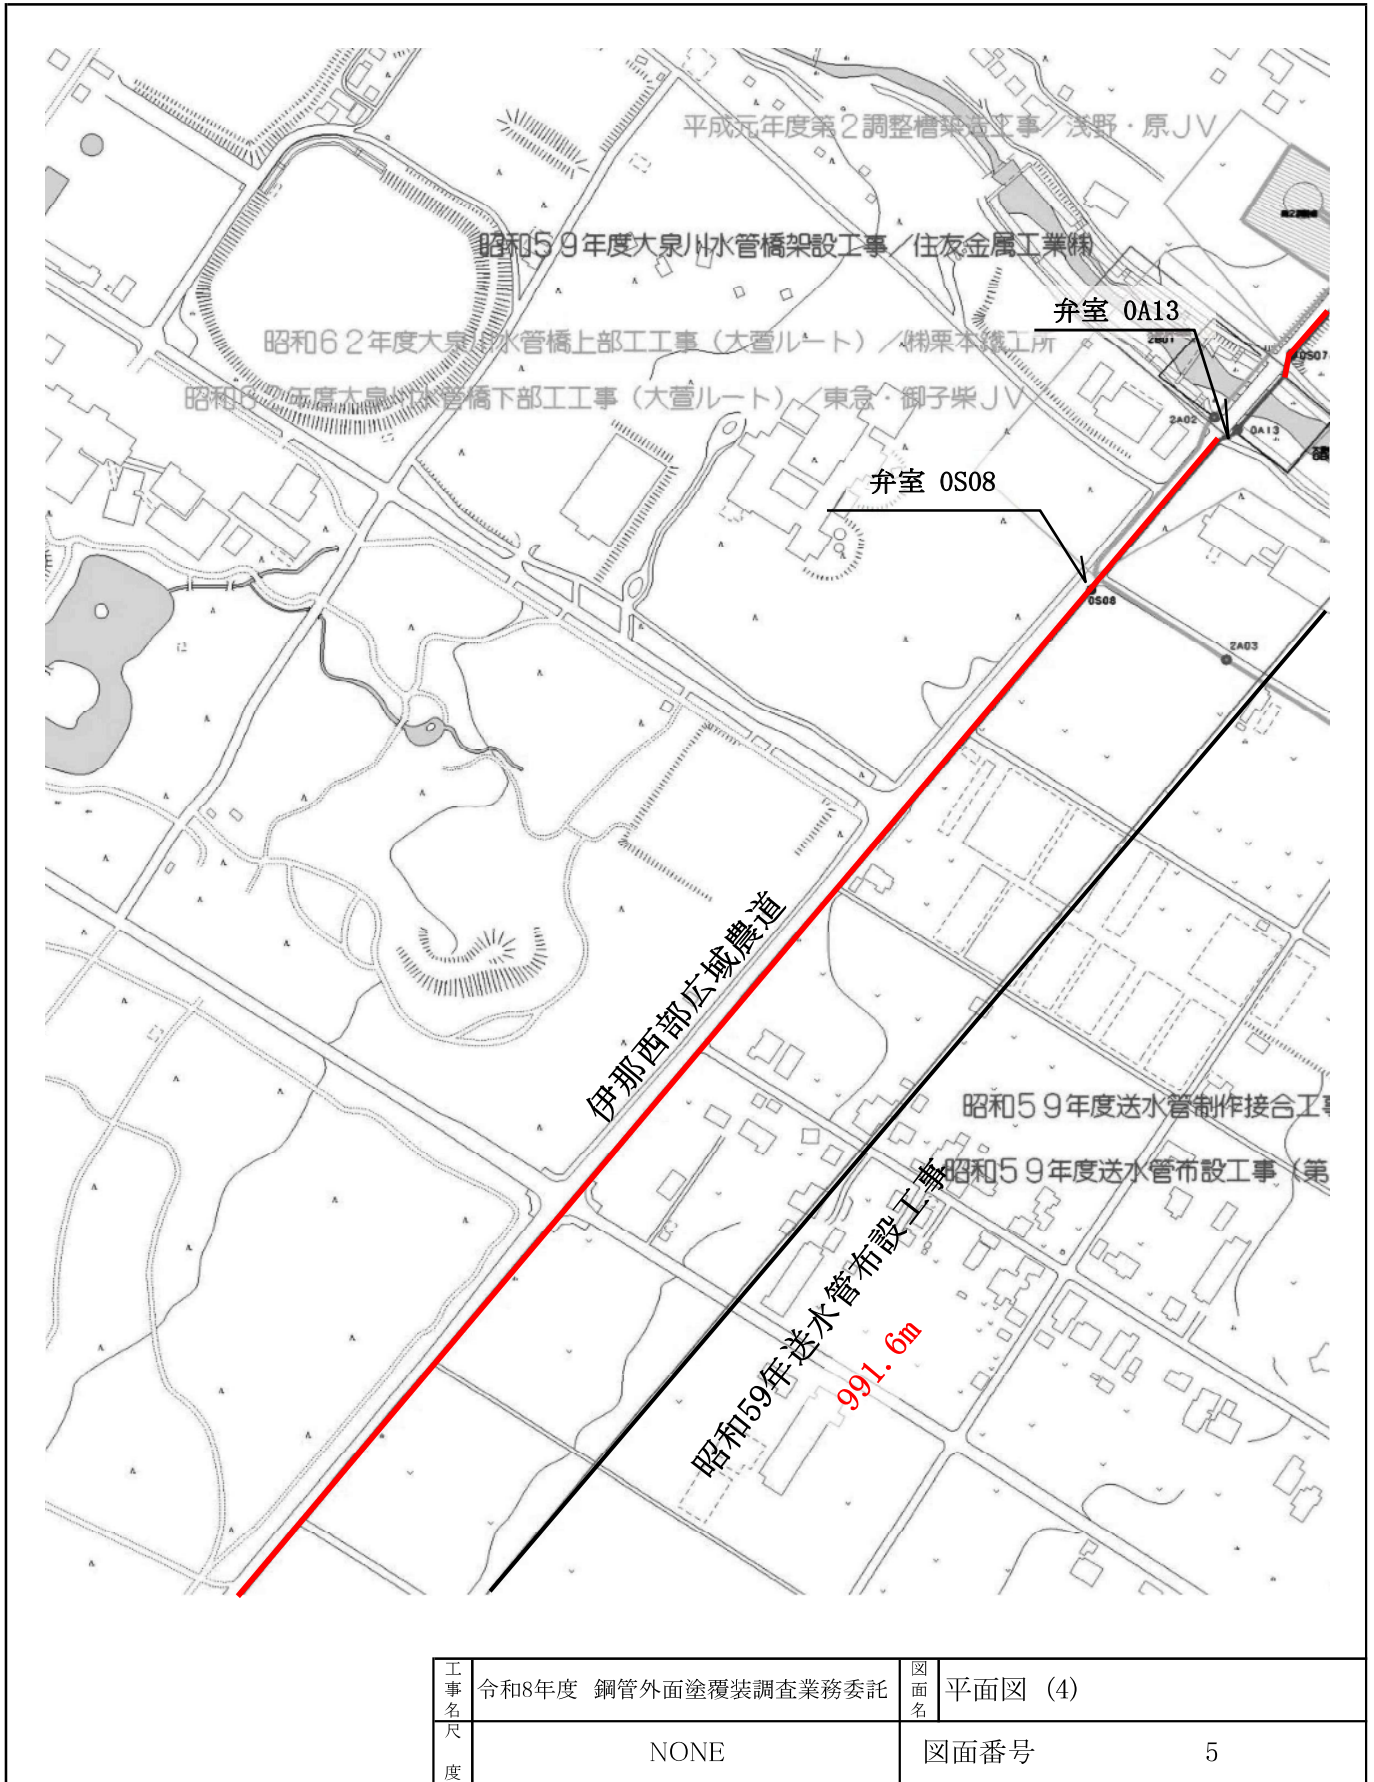 平成元年度第2調整槽築造工事/浅野・原JV
昭和59年度大泉川水管橋架設工事/住友金属工業㈱
弁室 0A13
昭和62年度大泉川水管橋上部工工事(大萱ルート)/㈱栗本鐵工所
2B01
0S07
年度大泉川水管橋下部工工事(大萱ルート)/東急・御子柴JV
2A02
0A13
弁室 0S08
0S08
2A03
伊那西部広域農道
昭和59年度送水管制作接合工事
昭和59年度送水管布設工事(第
昭和59年送水管布設工事
991.6m
工事名 令和8年度 鋼管外面塗覆装調査業務委託 図面名 平面図 (4)
尺度 NONE 図面番号 5